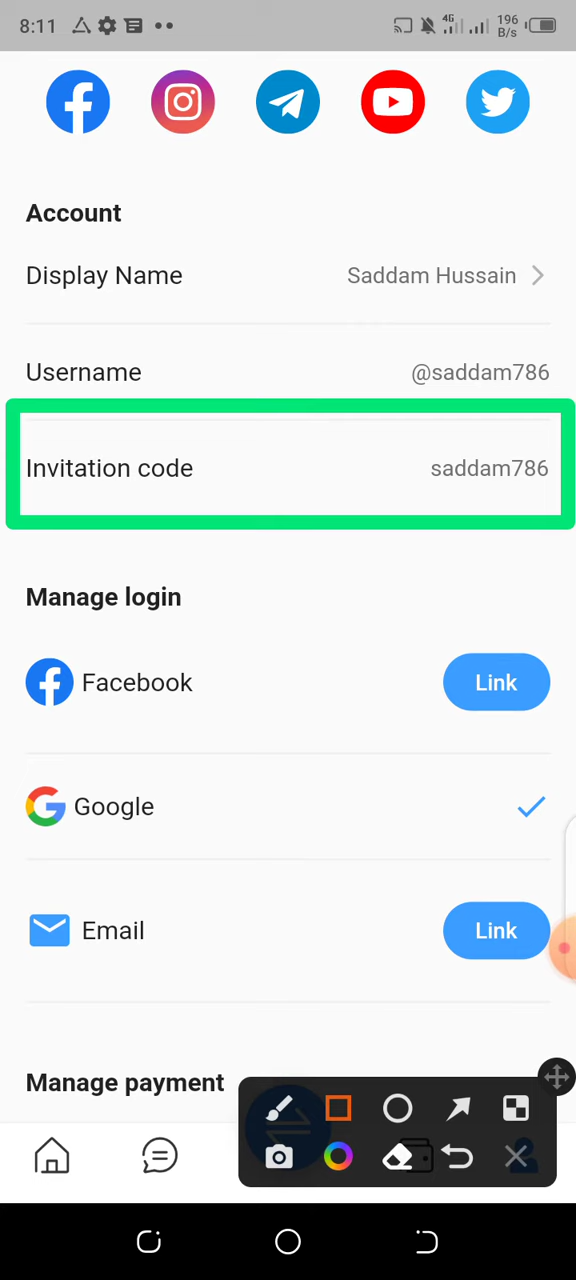 8:11
4G
196 B/s
Account
Display Name Saddam Hussain
Username @saddam786
Invitation code saddam786
Manage login
Facebook Link
Google
Email Link
Manage payment